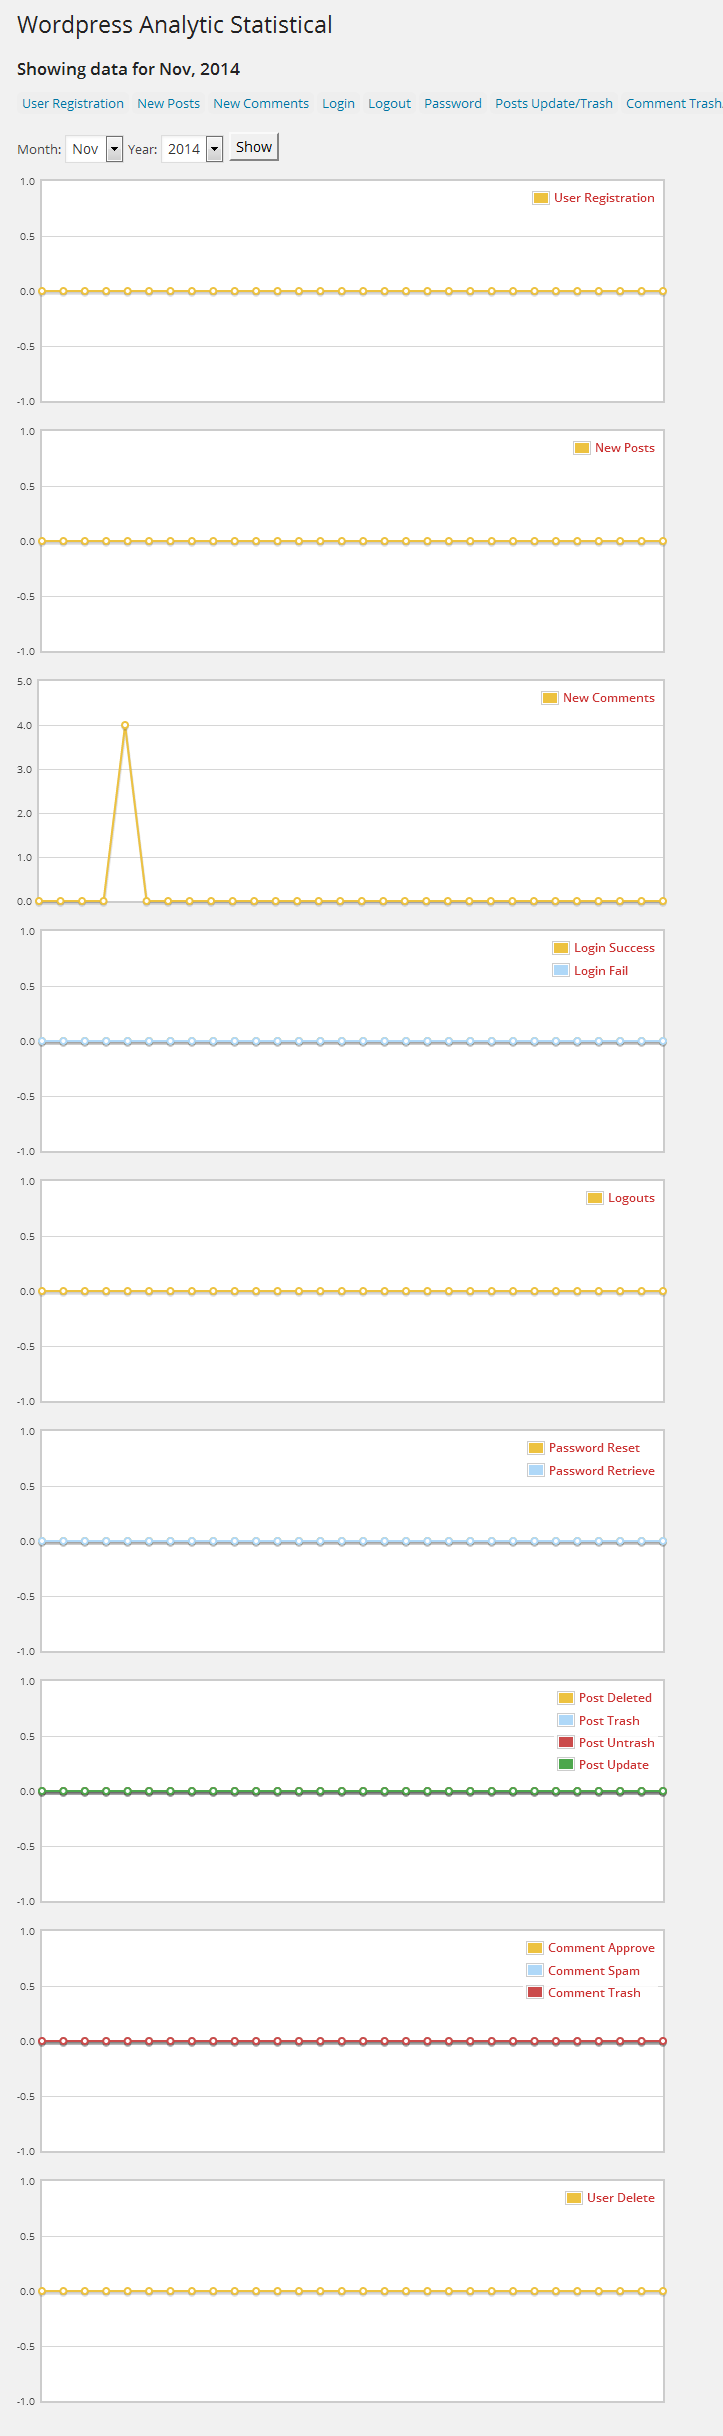 Wordpress Analytic Statistical
Showing data for Nov, 2014
User Registration New Posts New Comments Login Logout Password Posts Update/Trash Comment Trash
Month: Nov Year: 2014 Show
1.0
User Registration
0.5
0.0
-0.5
-1.0
1.0
New Posts
0.5
0.0
-0.5
-1.0
5.0
New Comments
4.0
3.0
2.0
1.0
0.0
1.0
Login Success
Login Fail
0.5
0.0
-0.5
-1.0
1.0
Logouts
0.5
0.0
-0.5
-1.0
1.0
Password Reset
Password Retrieve
0.5
0.0
-0.5
-1.0
1.0
Post Deleted
Post Trash
0.5
Post Untrash
Post Update
0.0
-0.5
-1.0
1.0
Comment Approve
Comment Spam
0.5
Comment Trash
0.0
-0.5
-1.0
1.0
User Delete
0.5
0.0
-0.5
-1.0